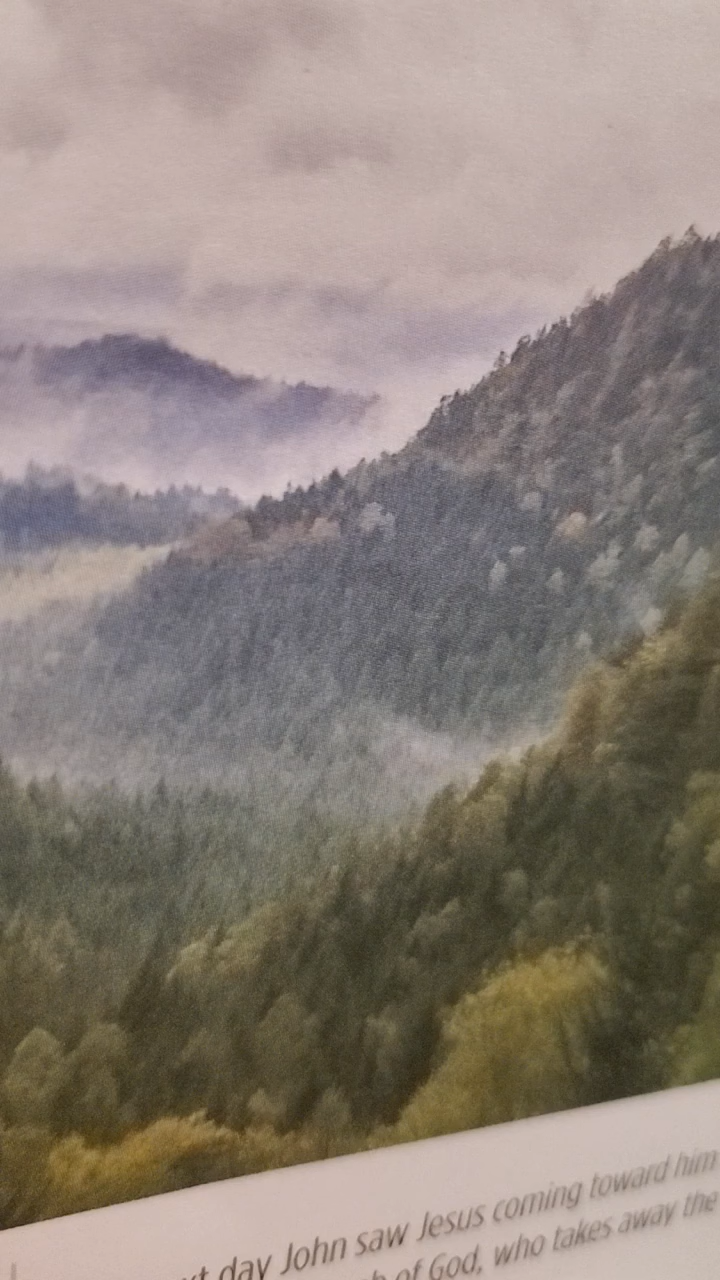 day John saw Jesus coming toward him
of God, who takes away the